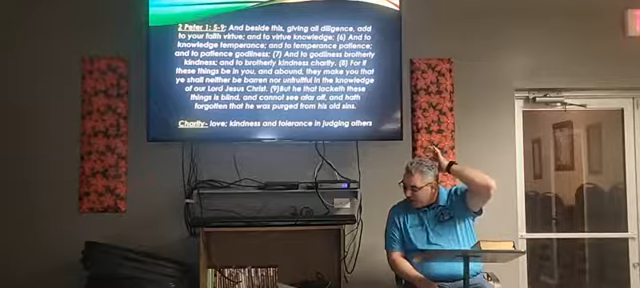 2 Peter 1: 5-9; And beside this, giving all diligence, add
to your faith virtue; and to virtue knowledge; (6) And to
knowledge temperance; and to temperance patience;
and to patience godliness; (7) And to godliness brotherly
kindness; and to brotherly kindness charity. (8) For if
these things be in you, and abound, they make you that
ye shall neither be barren nor unfruitful in the knowledge
of our Lord Jesus Christ. (9)But he that lacketh these
things is blind, and cannot see afar off, and hath
forgotten that he was purged from his old sins.
Charity- love; kindness and tolerance in judging others